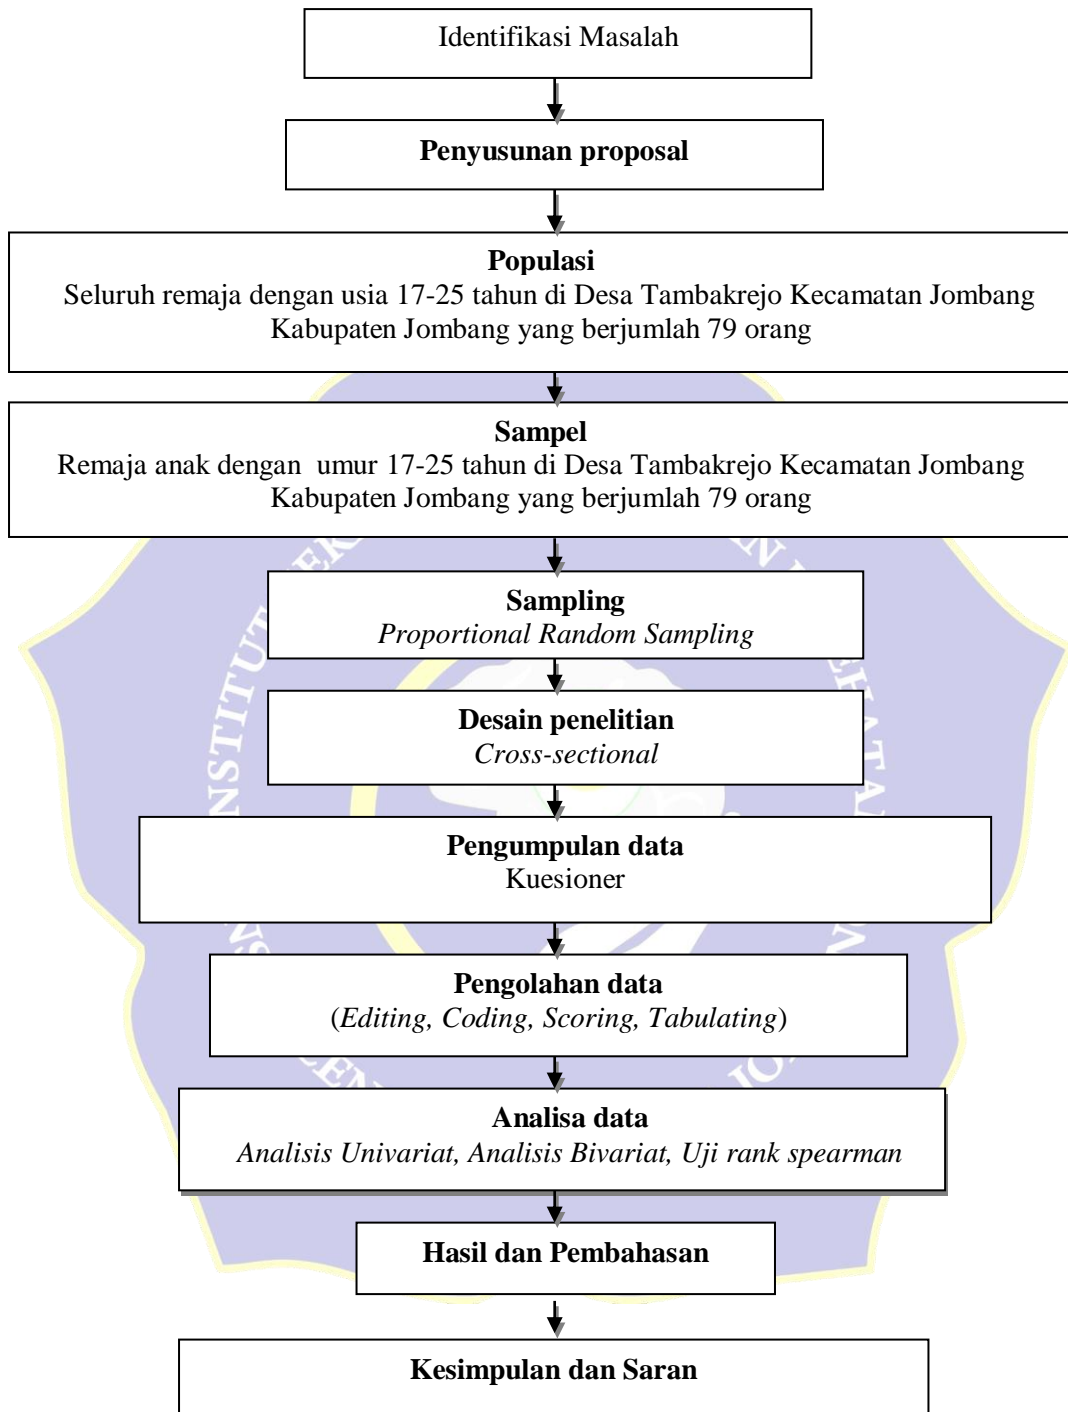 Identifikasi Masalah
Penyusunan proposal
Populasi
Seluruh remaja dengan usia 17-25 tahun di Desa Tambakrejo Kecamatan Jombang
Kabupaten Jombang yang berjumlah 79 orang
Sampel
Remaja anak dengan umur 17-25 tahun di Desa Tambakrejo Kecamatan Jombang
Kabupaten Jombang yang berjumlah 79 orang
Sampling
Proportional Random Sampling
Desain penelitian
Cross-sectional
Pengumpulan data
Kuesioner
Pengolahan data
(Editing, Coding, Scoring, Tabulating)
Analisa data
Analisis Univariat, Analisis Bivariat, Uji rank spearman
Hasil dan Pembahasan
Kesimpulan dan Saran